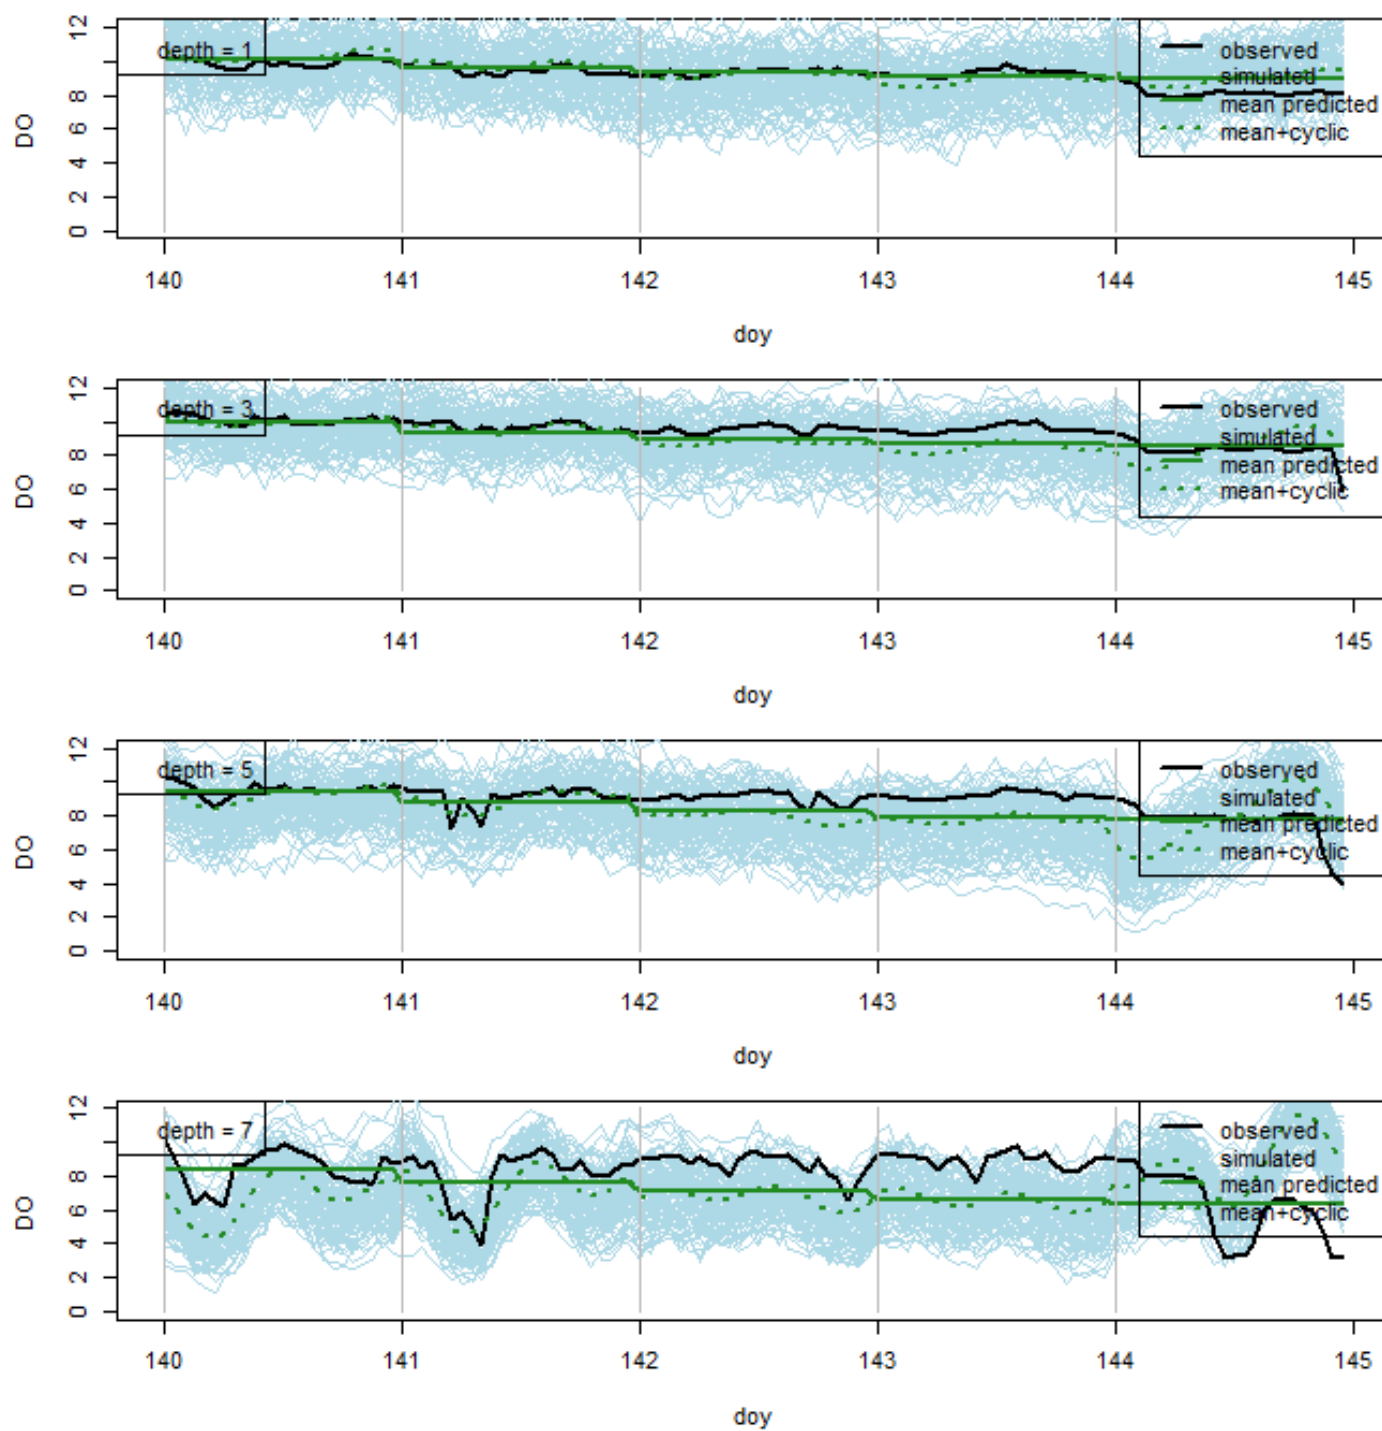 12
8
6
4
2
0
DO
depth = 1
observed
simulated
mean predicted
mean+cyclic
140
141
142
143
144
145
doy
12
8
6
4
2
0
DO
depth = 3
observed
simulated
mean predicted
mean+cyclic
140
141
142
143
144
145
doy
12
8
6
4
2
0
DO
depth = 5
observed
simulated
mean predicted
mean+cyclic
140
141
142
143
144
145
doy
12
8
6
4
2
0
DO
depth = 7
observed
simulated
mean predicted
mean+cyclic
140
141
142
143
144
145
doy